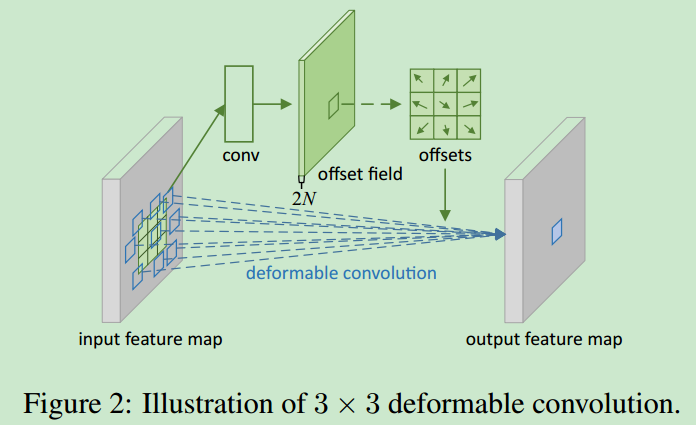 conv
offset field
offsets
2N
deformable convolution
input feature map
output feature map
Figure 2: Illustration of 3 × 3 deformable convolution.